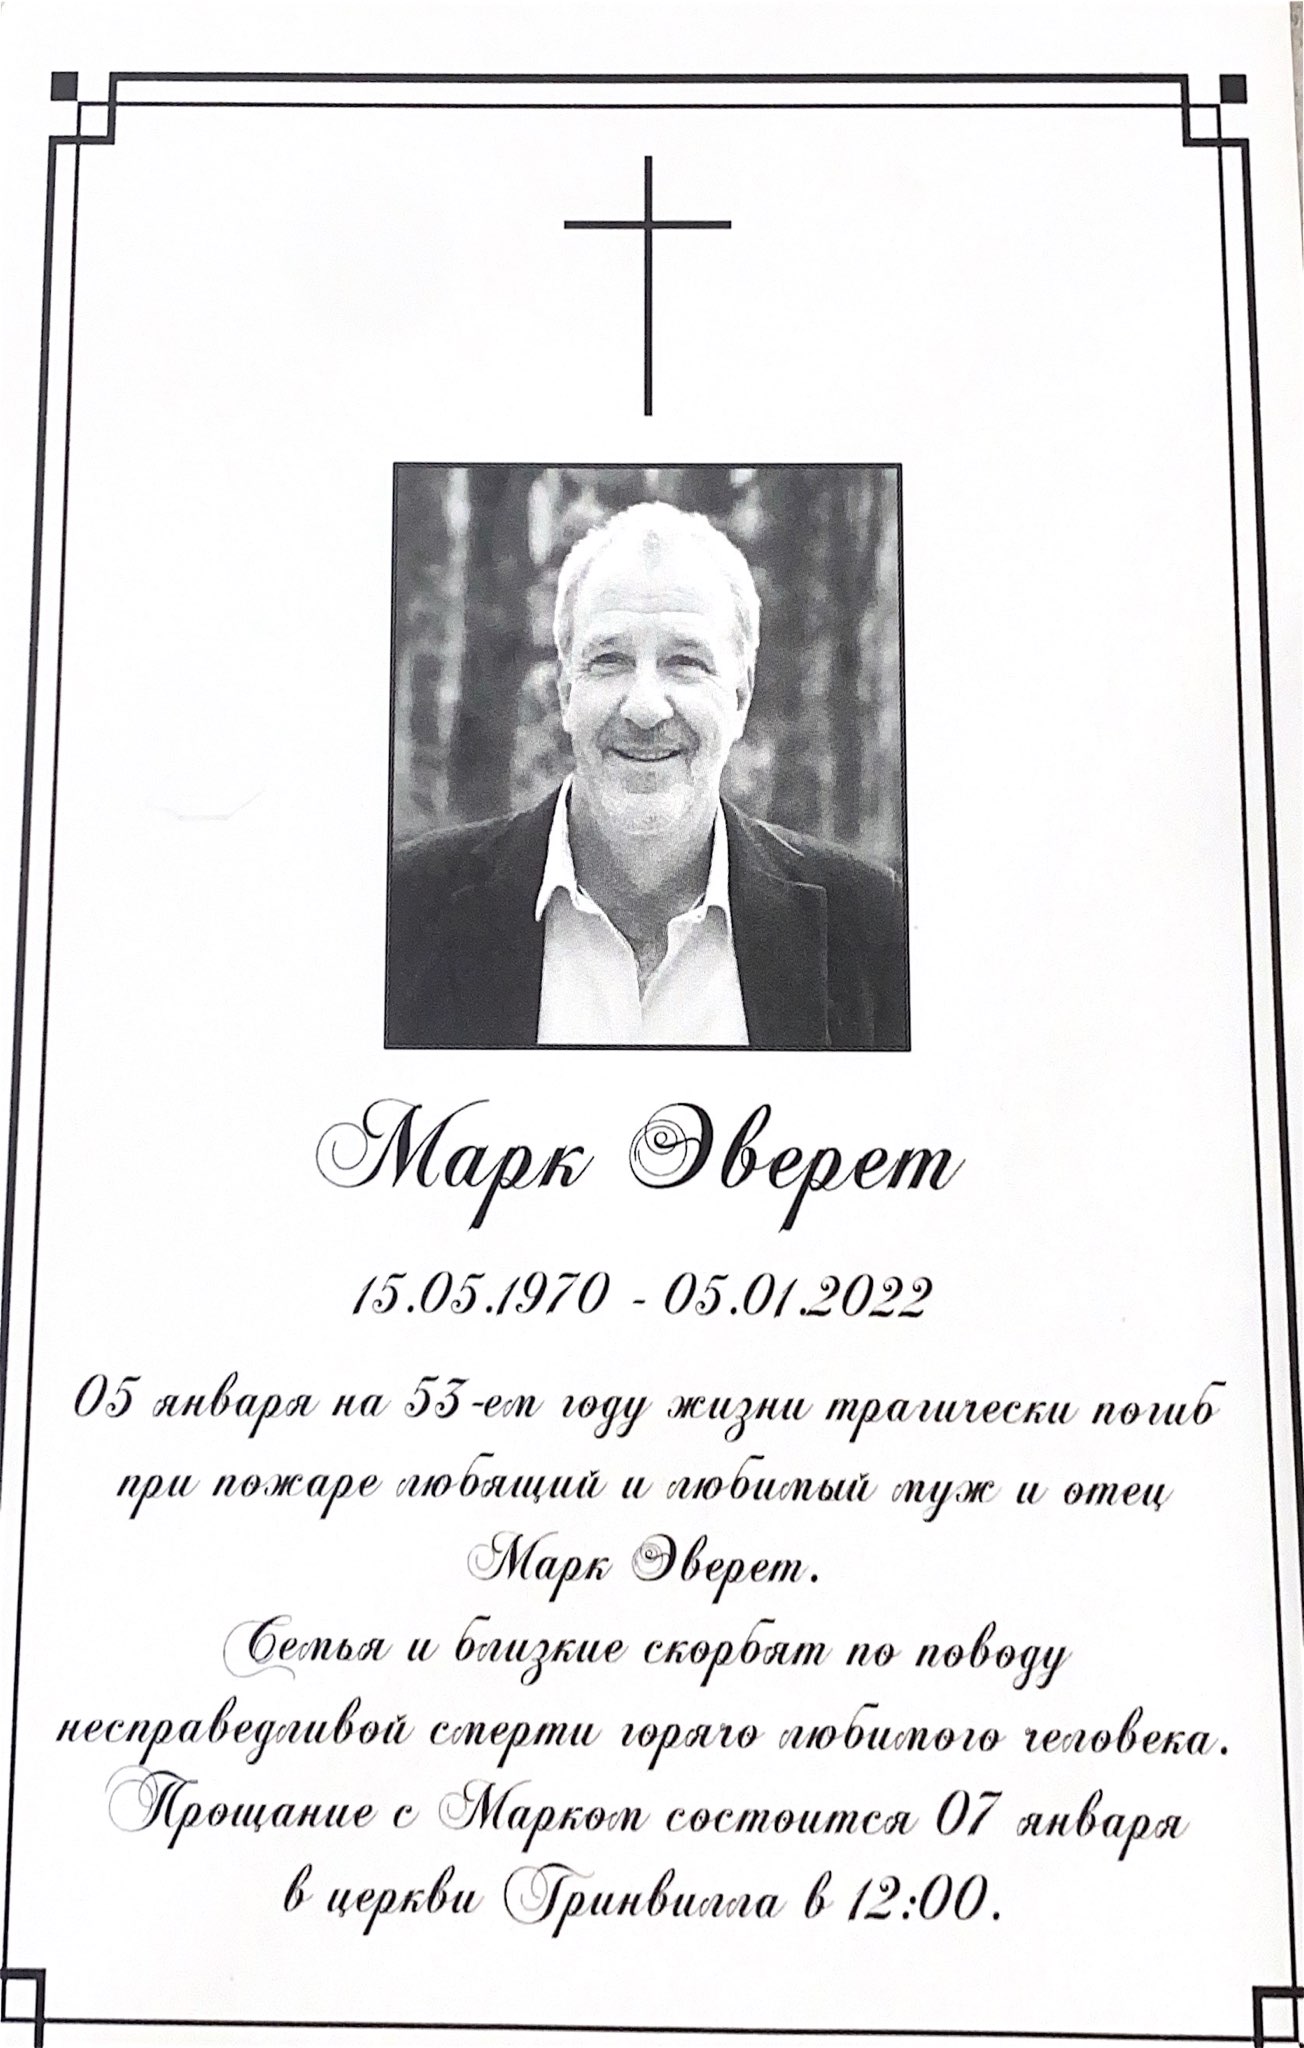 Марк Эверет
15.05.1970 - 05.01.2022
05 января на 53-ем году жизни трагически погиб
при пожаре любящий и любимый муж и отец
Марк Эверет.
Семья и близкие скорбят по поводу
несправедливой смерти горячо любимого человека.
Прощание с Марком состоится 07 января
в церкви Гринвилла в 12:00.